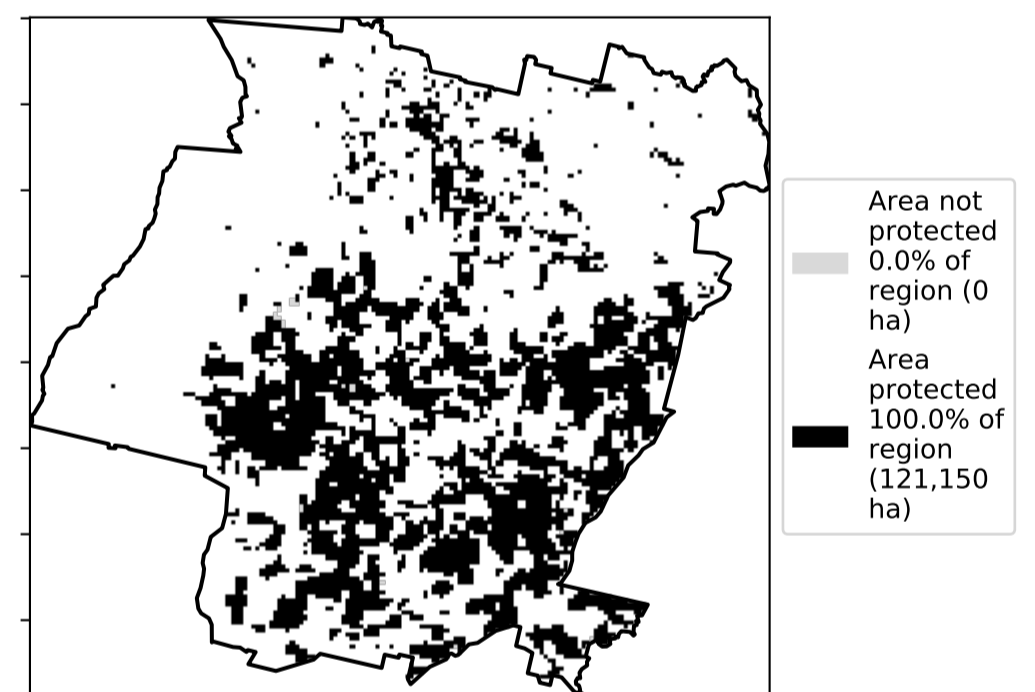 Area not
protected
0.0% of
region (0
ha)
Area
protected
100.0% of
region
(121,150
ha)